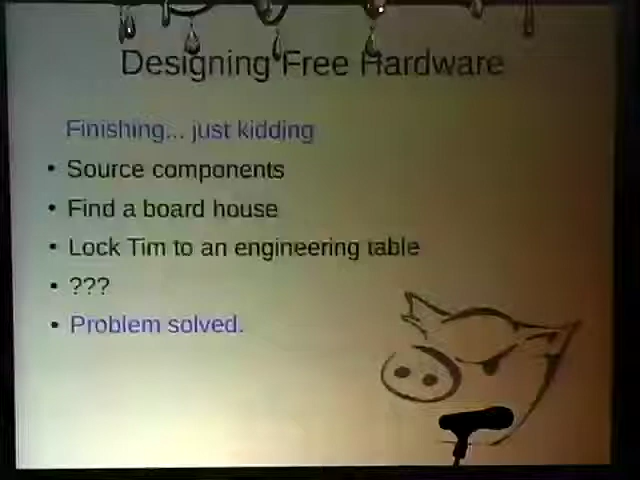 Designing Free Hardware
Finishing... just kidding
• Source components
• Find a board house
• Lock Tim to an engineering table
• ???
• Problem solved.